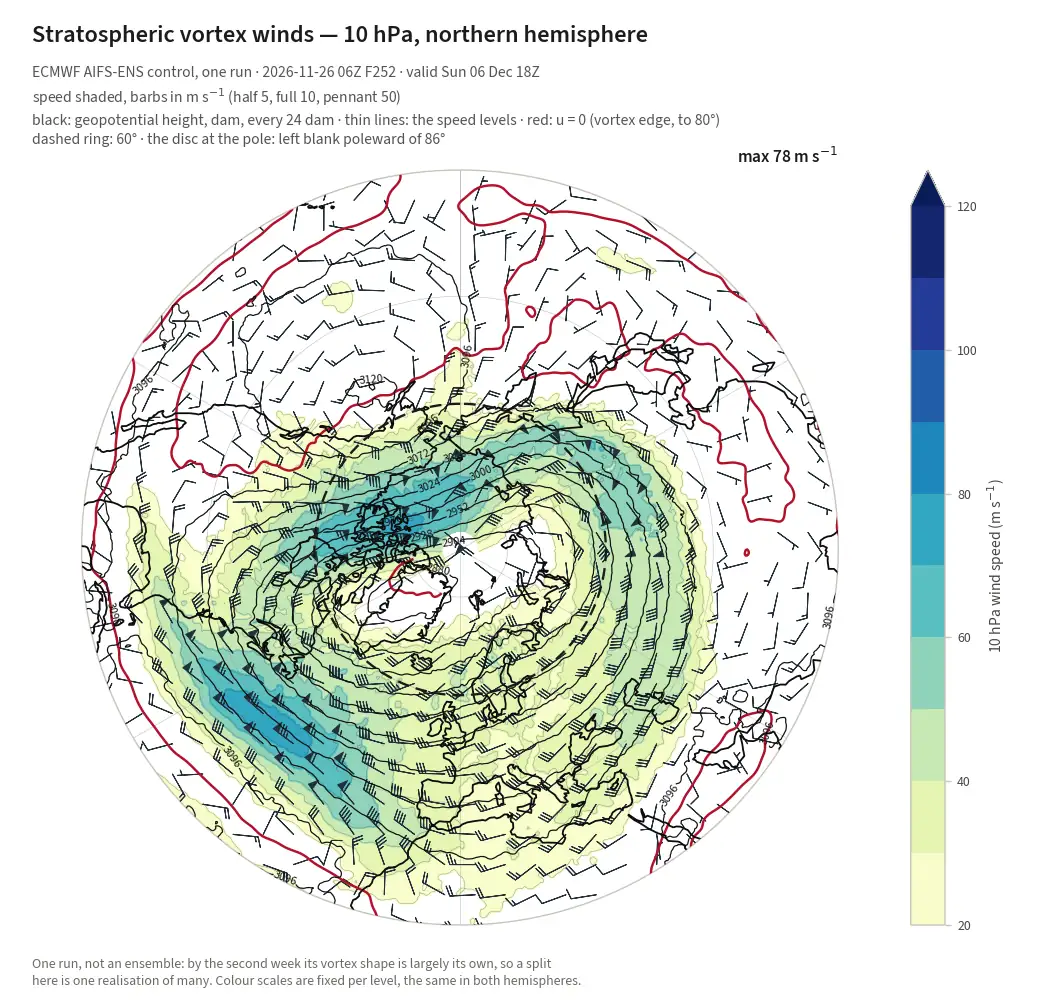 Stratospheric vortex winds — 10 hPa, northern hemisphere
ECMWF AIFS-ENS control, one run · 2026-11-26 06Z F252 · valid Sun 06 Dec 18Z
speed shaded, barbs in m s⁻¹ (half 5, full 10, pennant 50)
black: geopotential height, dam, every 24 dam · thin lines: the speed levels · red: u = 0 (vortex edge, to 80°)
dashed ring: 60° · the disc at the pole: left blank poleward of 86°
max 78 m s⁻¹
120
100
80
60
40
20
10 hPa wind speed (m s⁻¹)
3096
3120
3096
3072
3024
3000
2952
2904
3096
3096
3096
3096
One run, not an ensemble: by the second week its vortex shape is largely its own, so a split
here is one realisation of many. Colour scales are fixed per level, the same in both hemispheres.